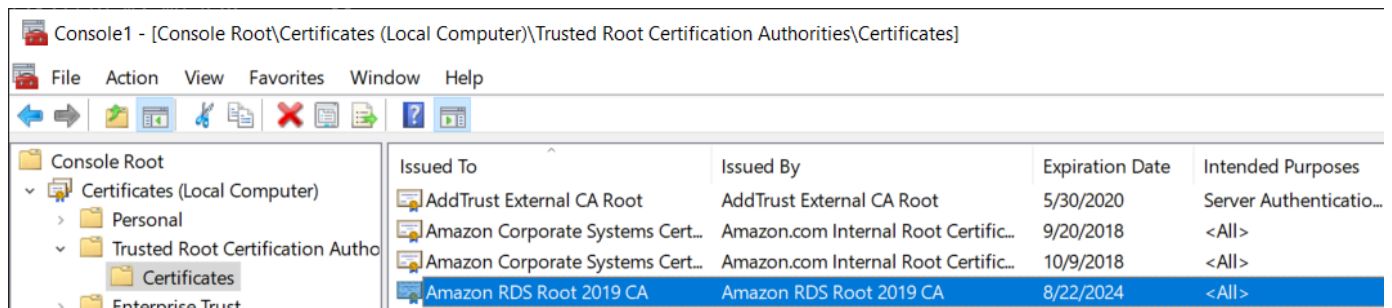 Console1 - [Console Root\Certificates (Local Computer)\Trusted Root Certification Authorities\Certificates]
File Action View Favorites Window Help
Console Root
Certificates (Local Computer)
Personal
Trusted Root Certification Autho
Certificates
Enterprise Trust
Issued To Issued By Expiration Date Intended Purposes
AddTrust External CA Root AddTrust External CA Root 5/30/2020 Server Authenticatio...
Amazon Corporate Systems Cert... Amazon.com Internal Root Certific... 9/20/2018 <All>
Amazon Corporate Systems Cert... Amazon.com Internal Root Certific... 10/9/2018 <All>
Amazon RDS Root 2019 CA Amazon RDS Root 2019 CA 8/22/2024 <All>